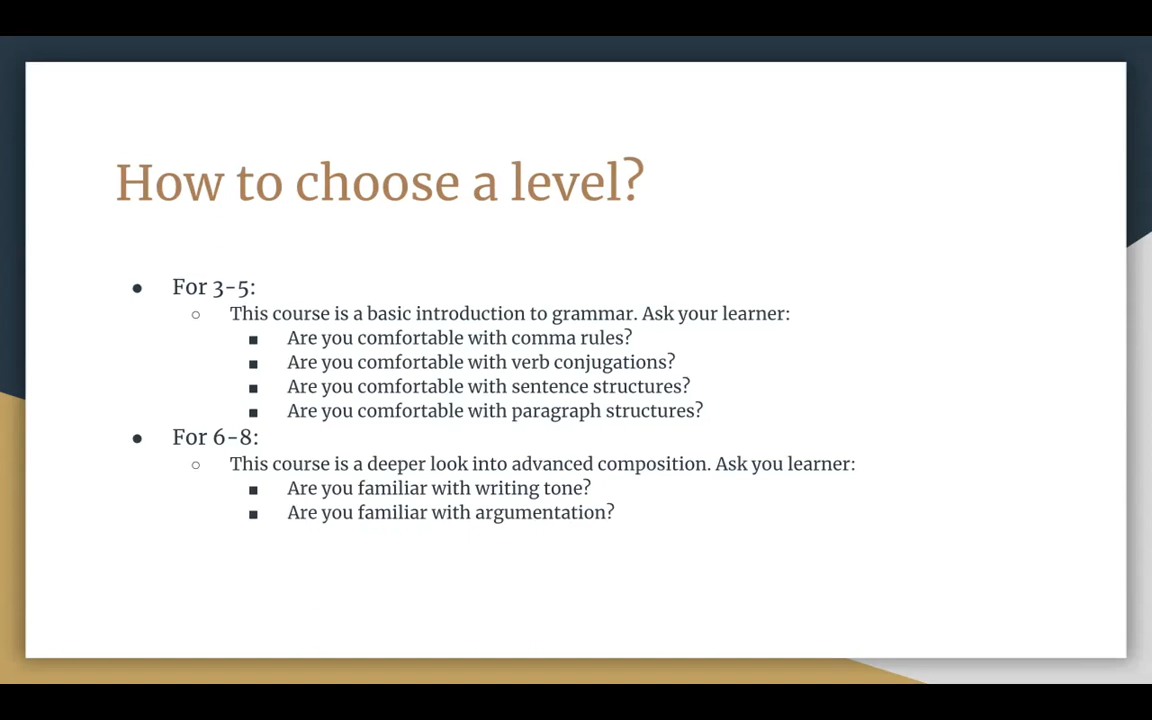 How to choose a level?
● For 3-5:
○ This course is a basic introduction to grammar. Ask your learner:
■ Are you comfortable with comma rules?
■ Are you comfortable with verb conjugations?
■ Are you comfortable with sentence structures?
■ Are you comfortable with paragraph structures?
● For 6-8:
○ This course is a deeper look into advanced composition. Ask you learner:
■ Are you familiar with writing tone?
■ Are you familiar with argumentation?